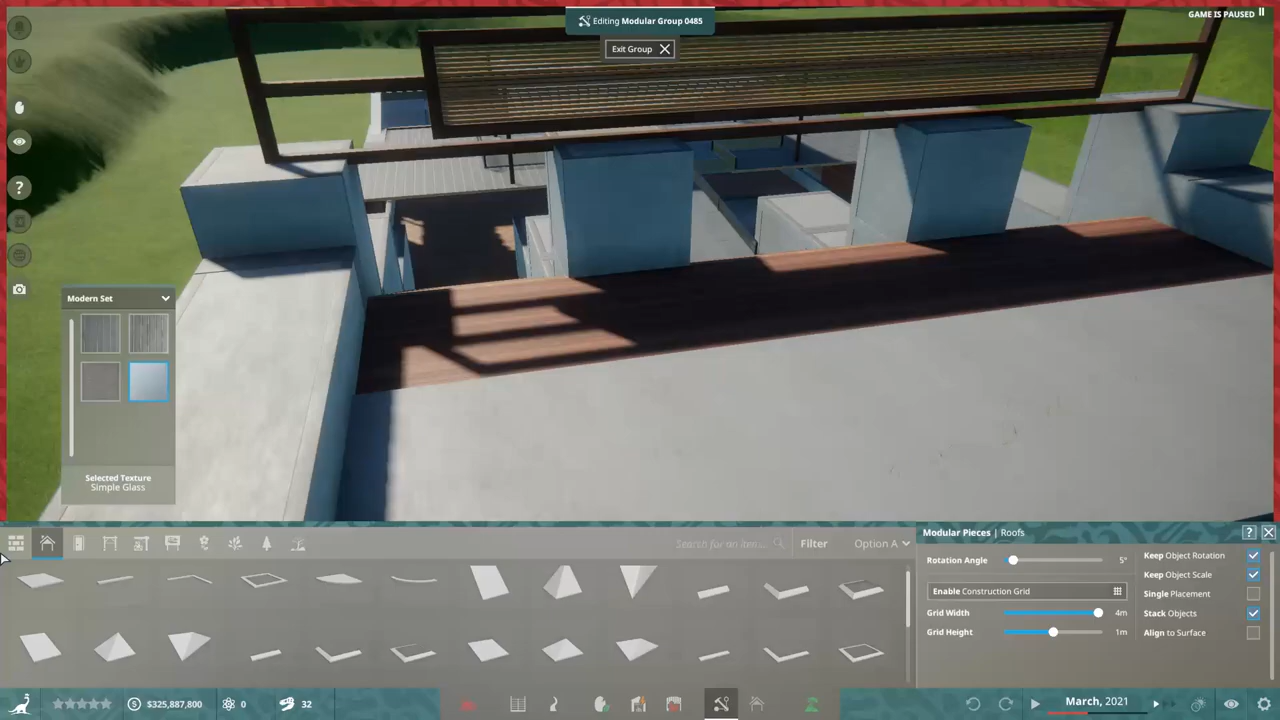 Editing Modular Group 0485
GAME IS PAUSED
Exit Group
?
Modern Set
Selected Texture
Simple Glass
Search for an item...
Filter
Option A
Modular Pieces | Roofs
?
Rotation Angle
5°
Enable Construction Grid
Grid Width
4m
Grid Height
1m
Keep Object Rotation
Keep Object Scale
Single Placement
Stack Objects
Align to Surface
$325,887,800
0
32
March, 2021